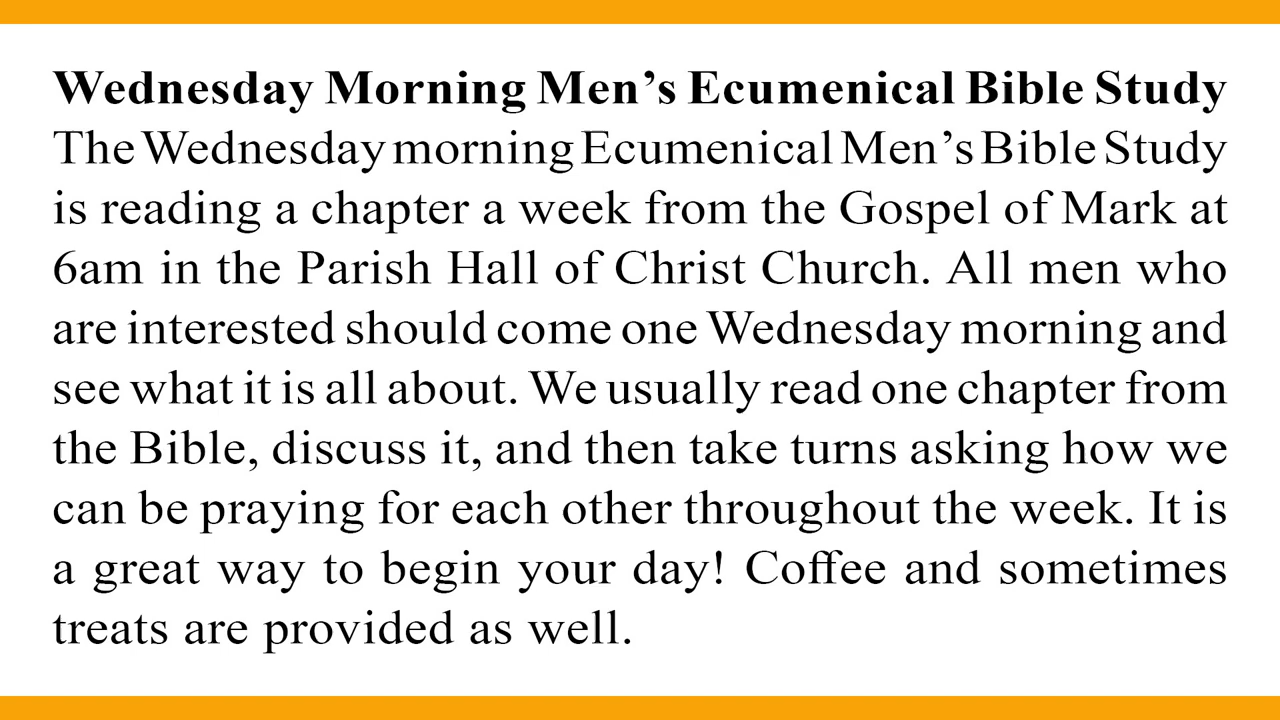 Wednesday Morning Men’s Ecumenical Bible Study
The Wednesday morning Ecumenical Men’s Bible Study
is reading a chapter a week from the Gospel of Mark at
6am in the Parish Hall of Christ Church. All men who
are interested should come one Wednesday morning and
see what it is all about. We usually read one chapter from
the Bible, discuss it, and then take turns asking how we
can be praying for each other throughout the week. It is
a great way to begin your day! Coffee and sometimes
treats are provided as well.